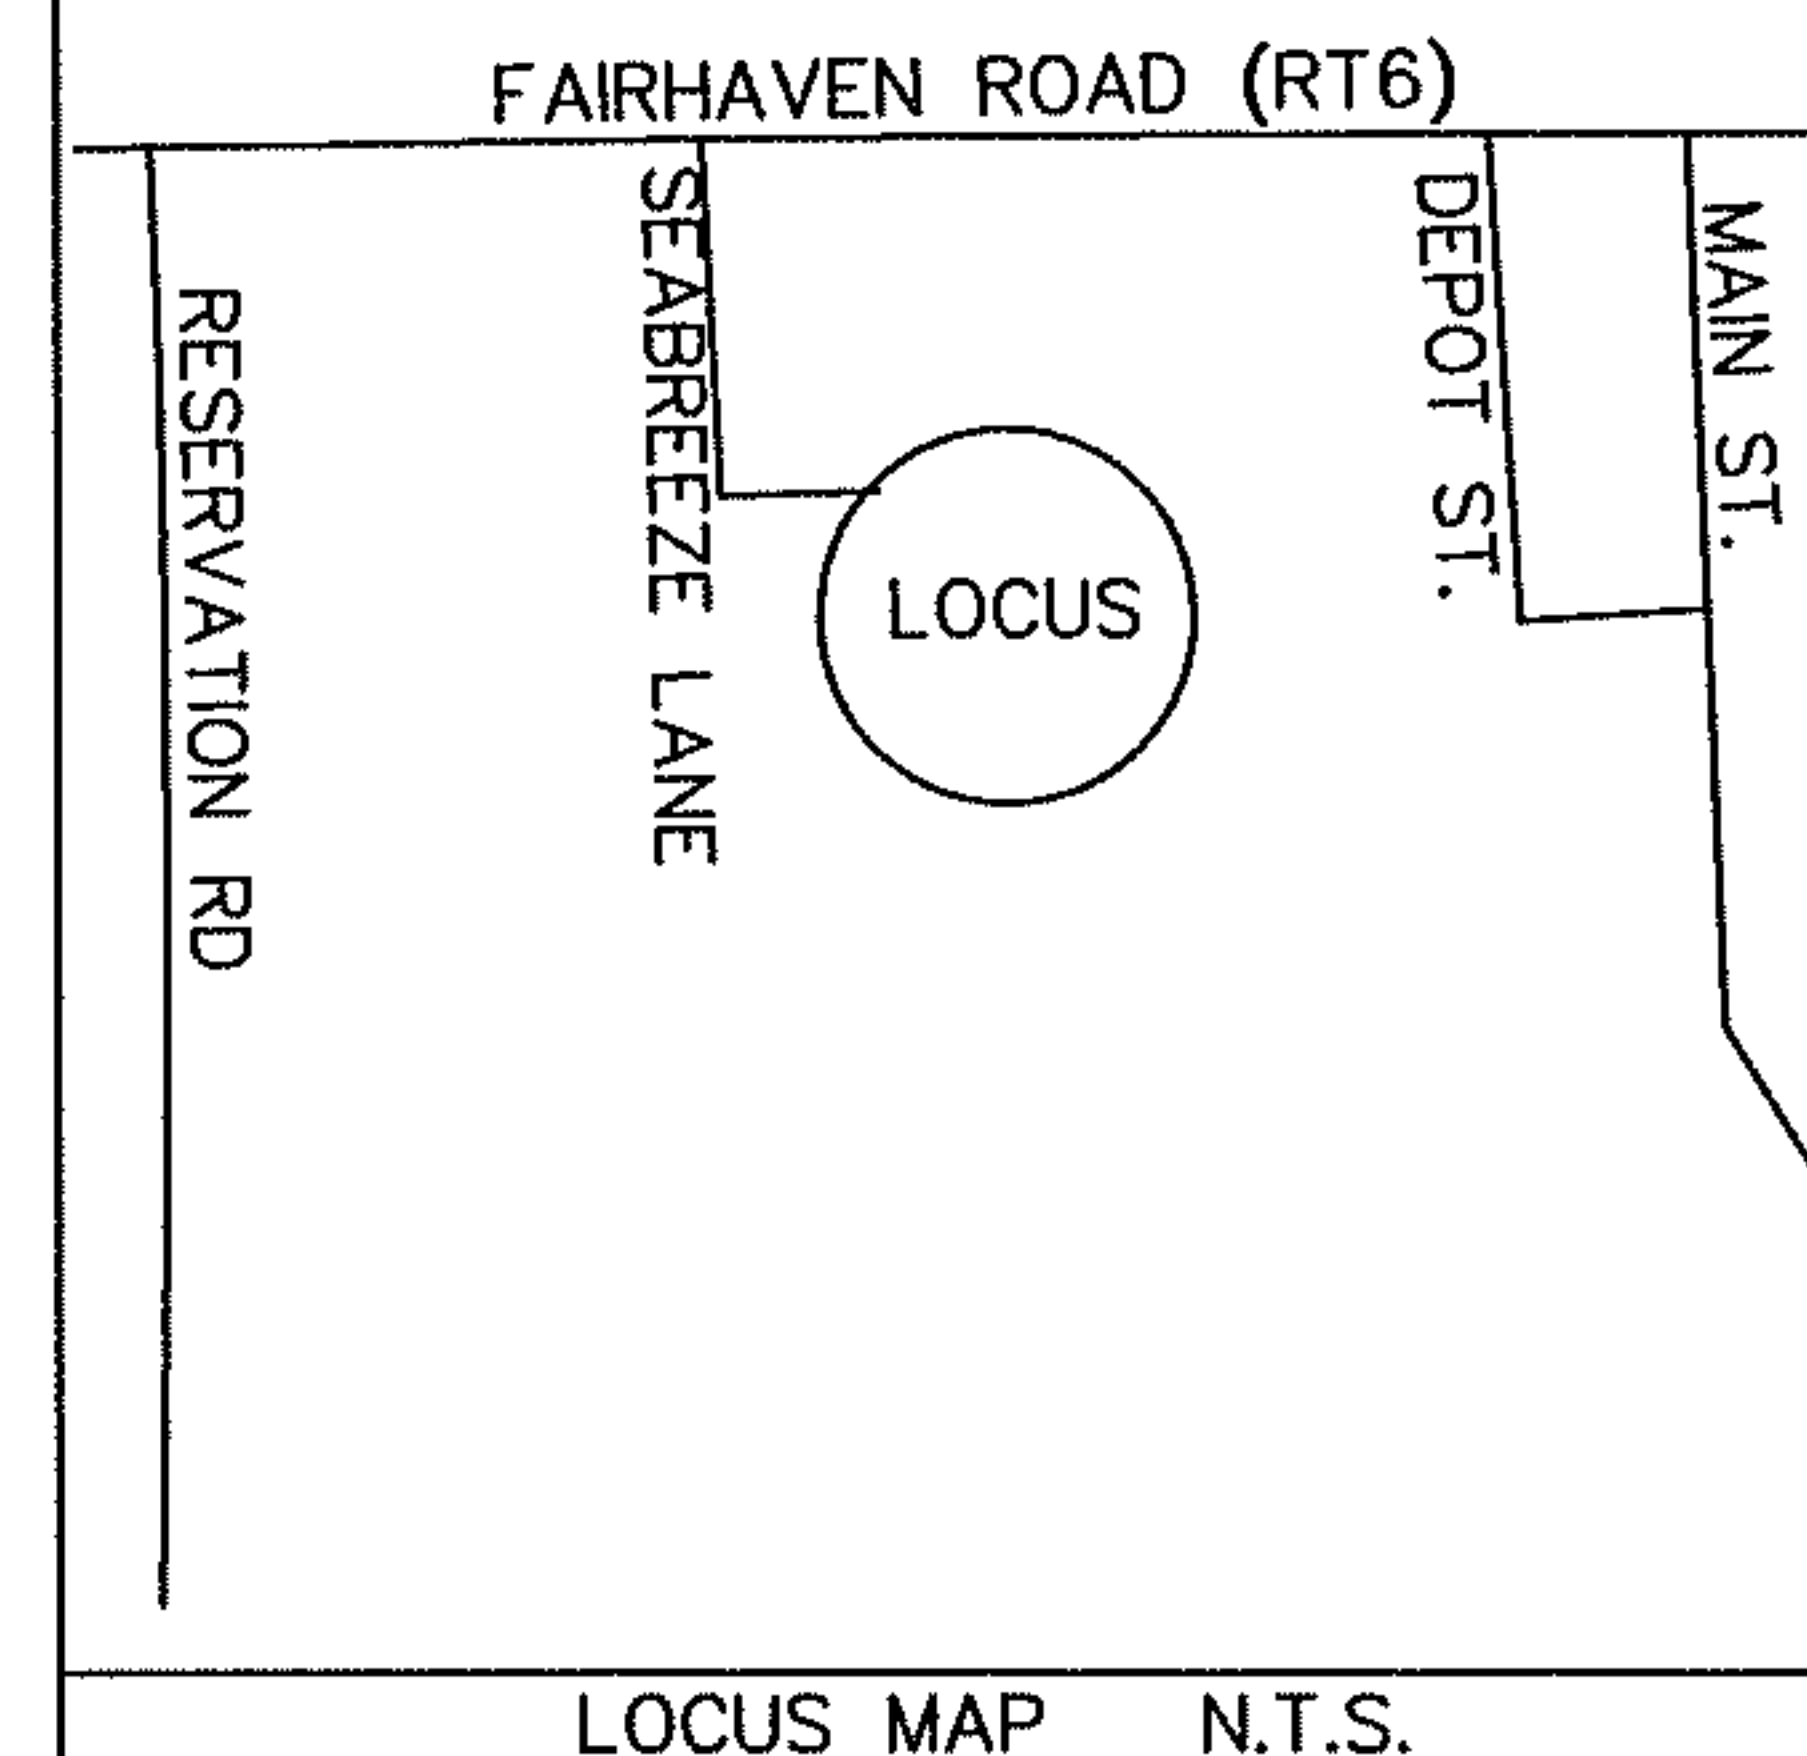 FAIRHAVEN ROAD (RT6)
RESERVATION RD
SEABREEZE LANE
LOCUS
DEPOT ST.
MAIN ST.
LOCUS MAP N.T.S.